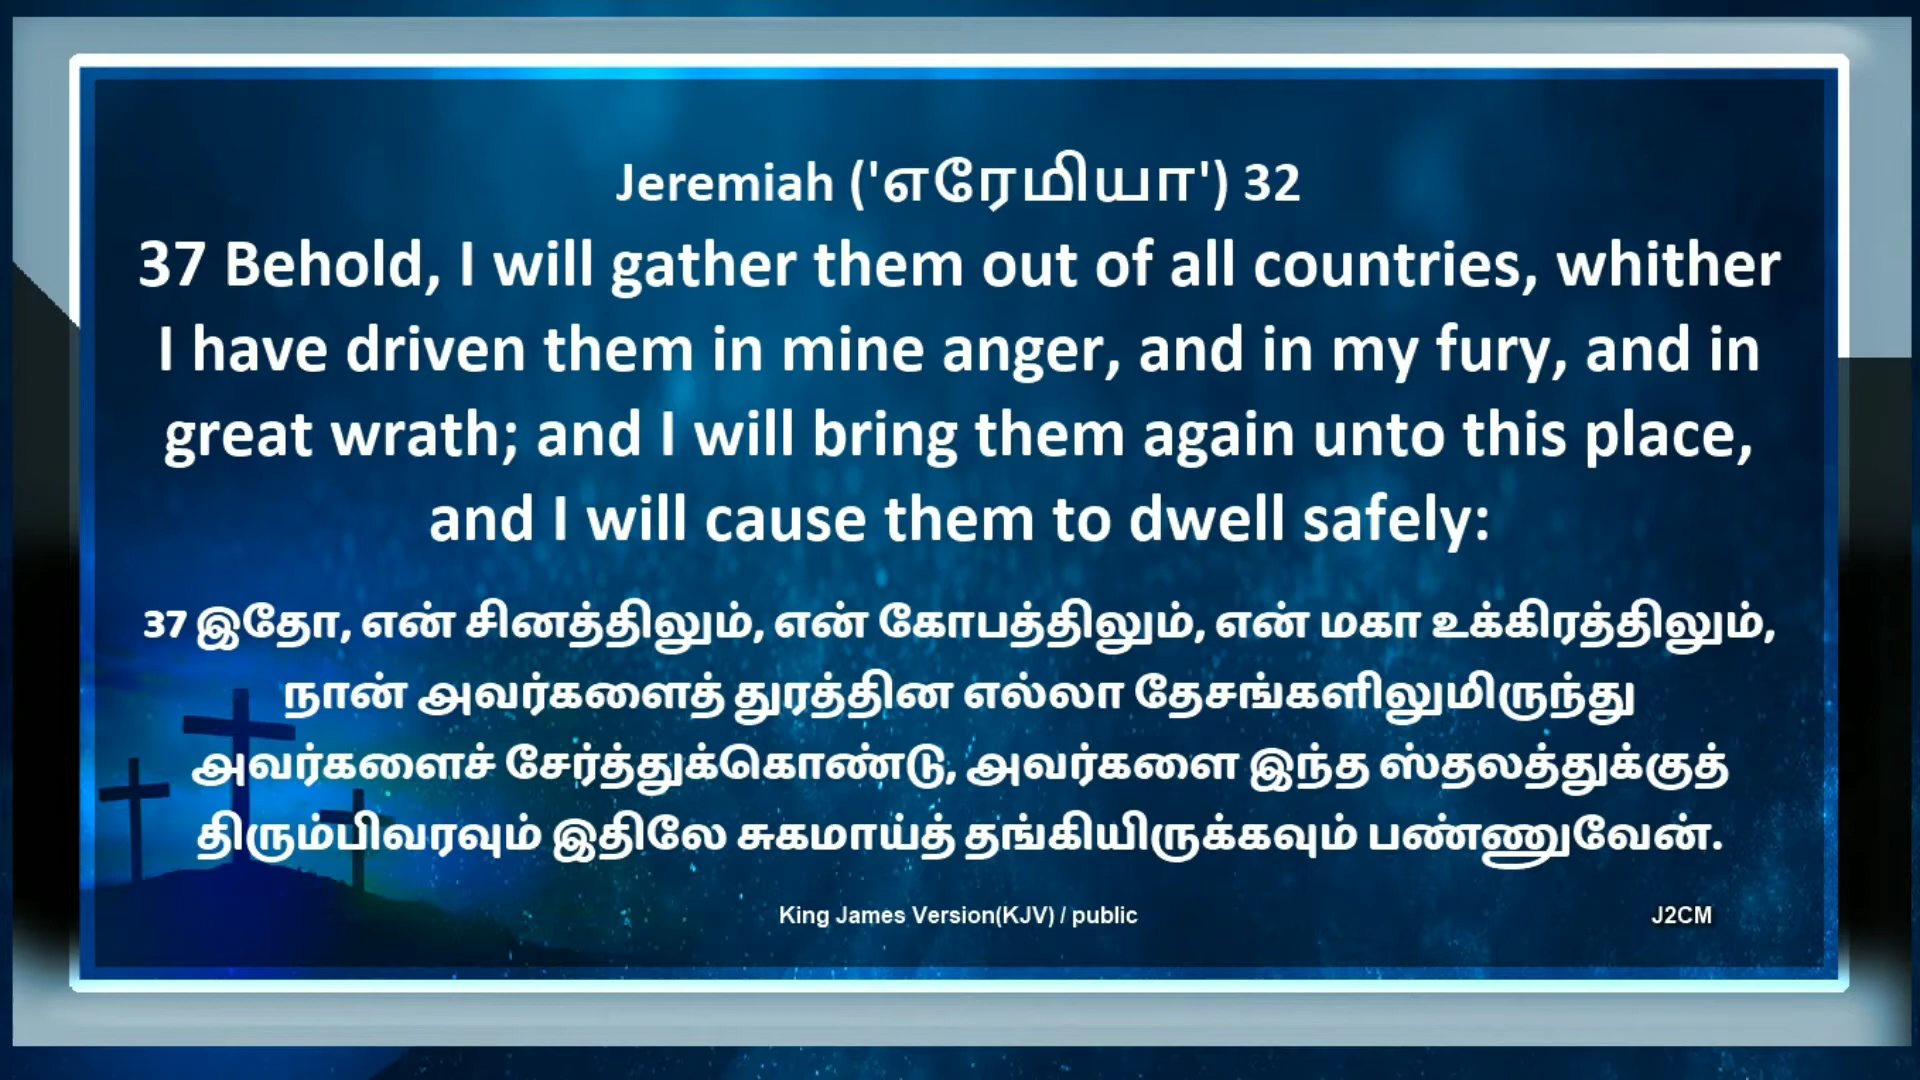 Jeremiah ('எரேமியா') 32
37 Behold, I will gather them out of all countries, whither
I have driven them in mine anger, and in my fury, and in
great wrath; and I will bring them again unto this place,
and I will cause them to dwell safely:
37 இதோ, என் சினத்திலும், என் கோபத்திலும், என் மகா உக்கிரத்திலும்,
நான் அவர்களைத் துரத்தின எல்லா தேசங்களிலுமிருந்து
அவர்களைச் சேர்த்துக்கொண்டு, அவர்களை இந்த ஸ்தலத்துக்குத்
திரும்பிவரவும் இதிலே சுகமாய்த் தங்கியிருக்கவும் பண்ணுவேன்.
King James Version(KJV) / public
J2CM